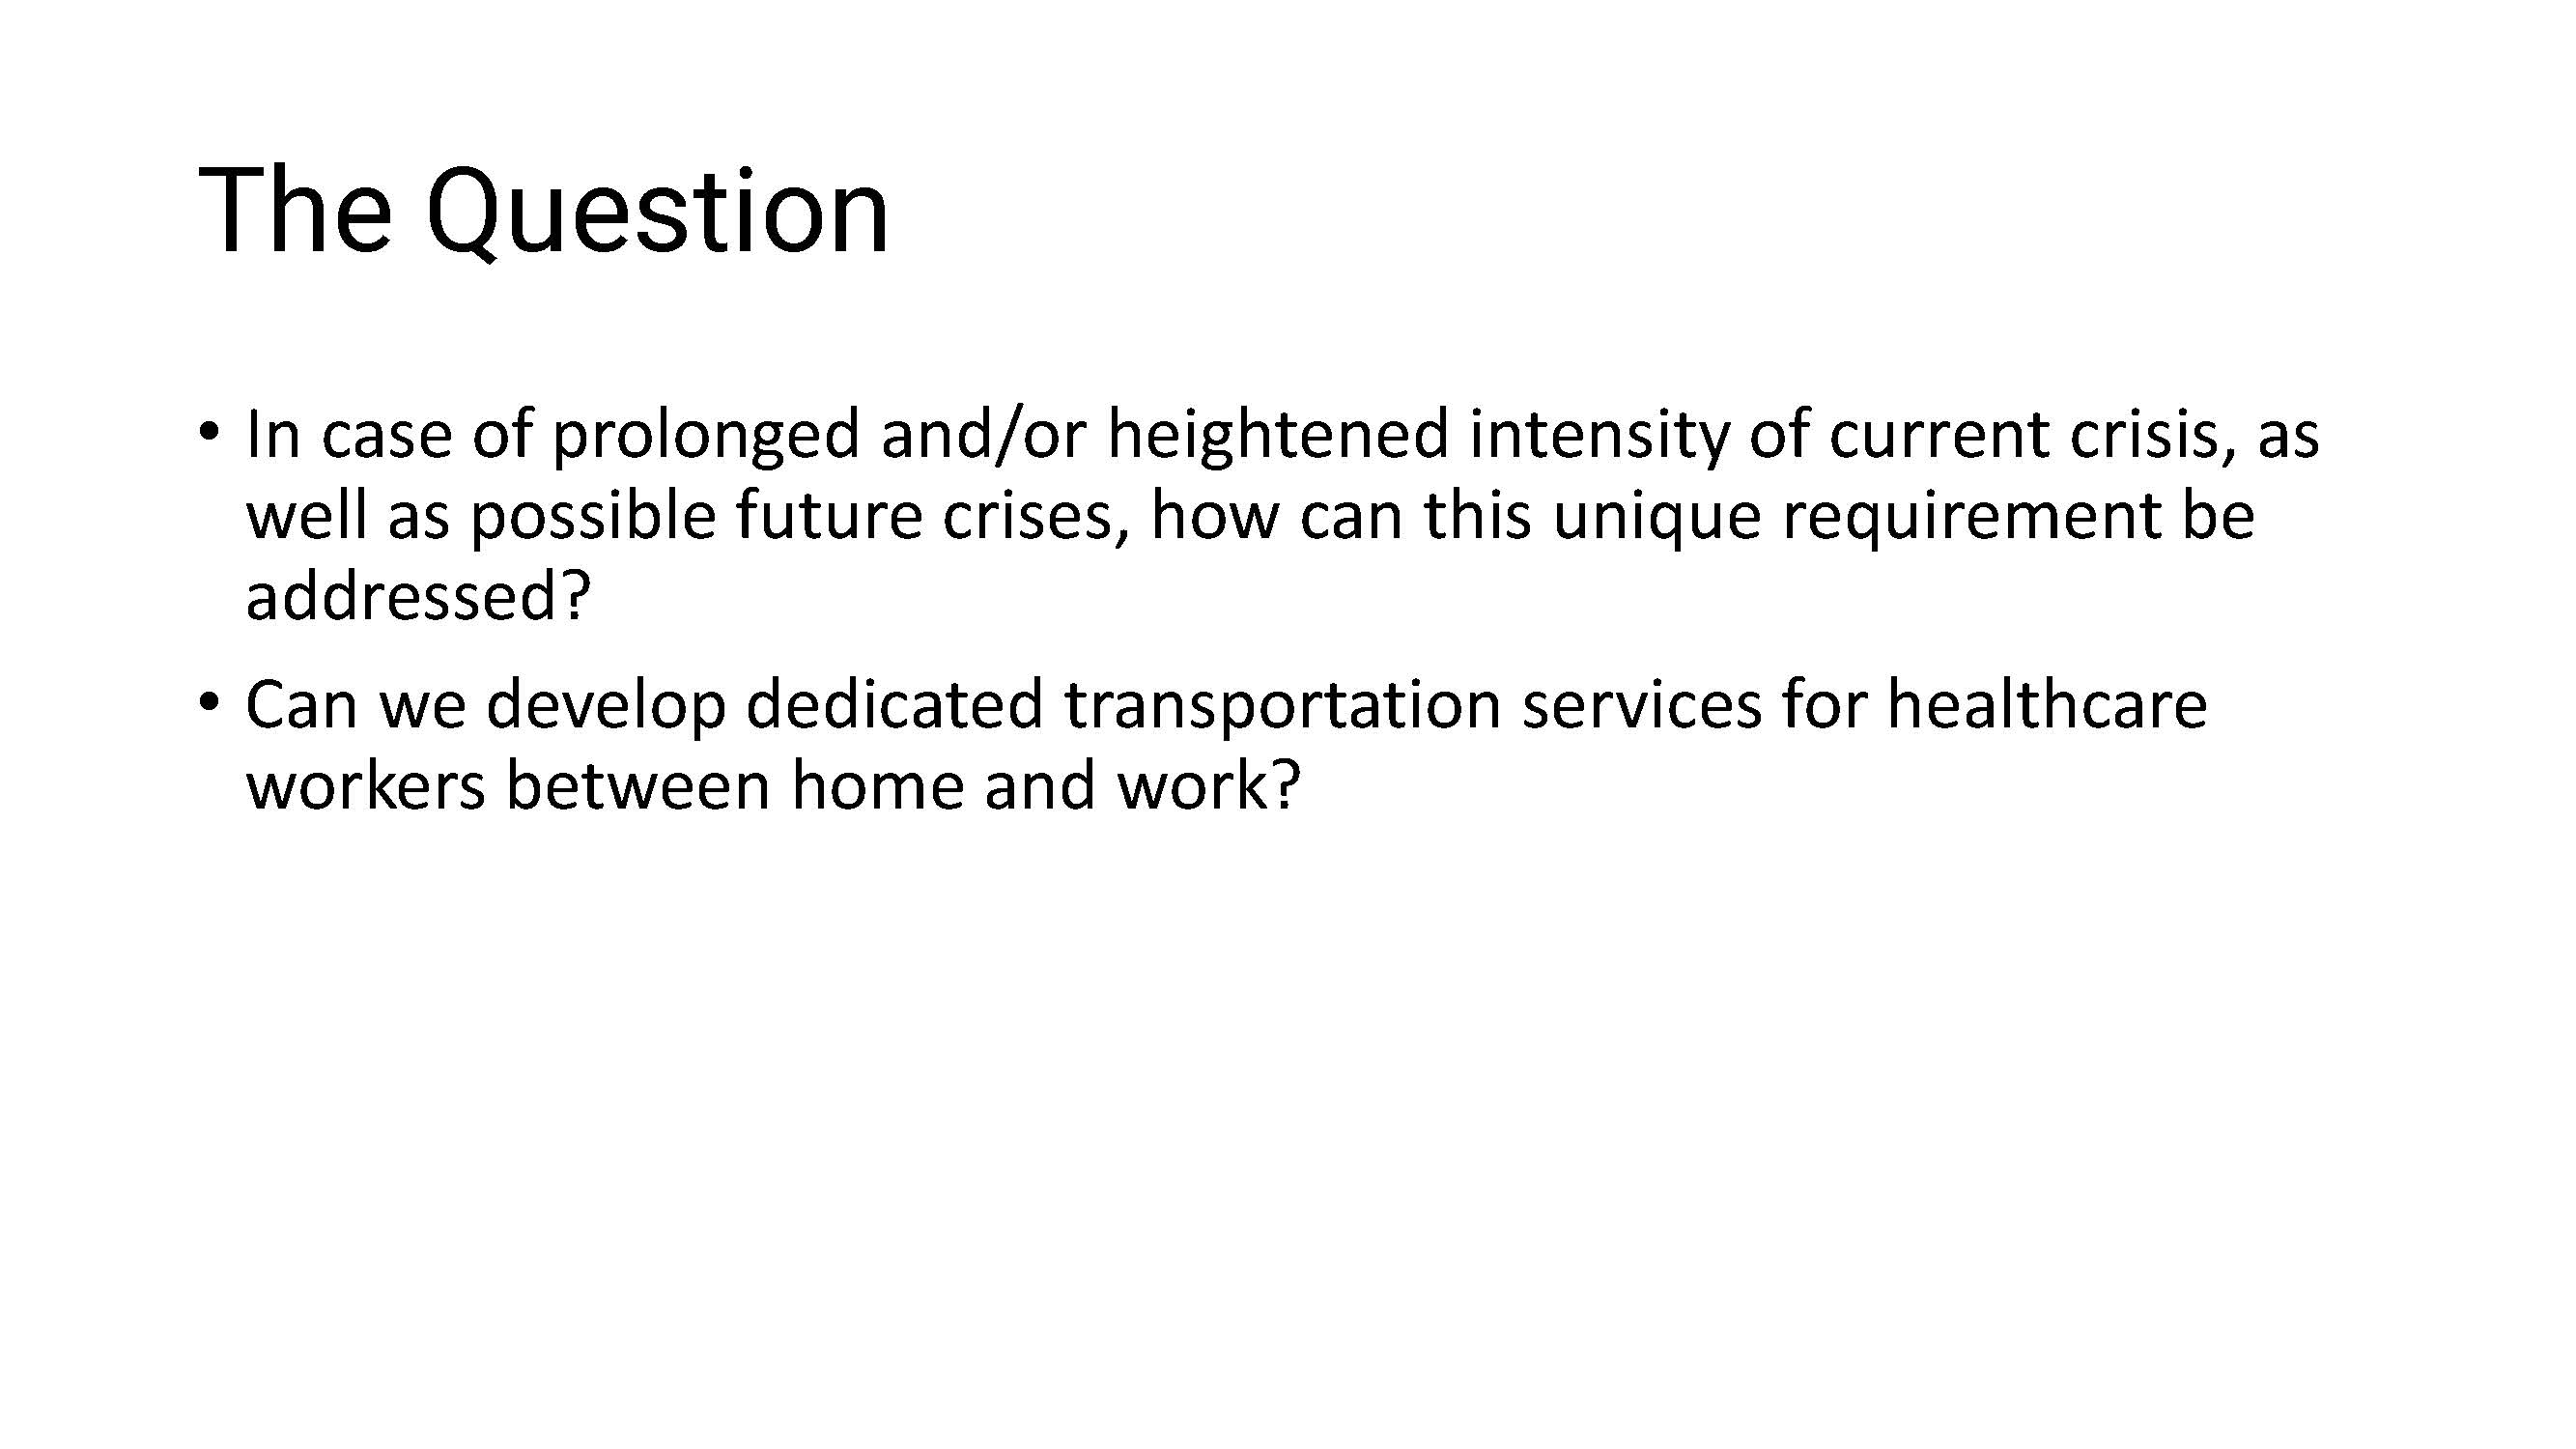 The Question
• In case of prolonged and/or heightened intensity of current crisis, as
well as possible future crises, how can this unique requirement be
addressed?
• Can we develop dedicated transportation services for healthcare
workers between home and work?